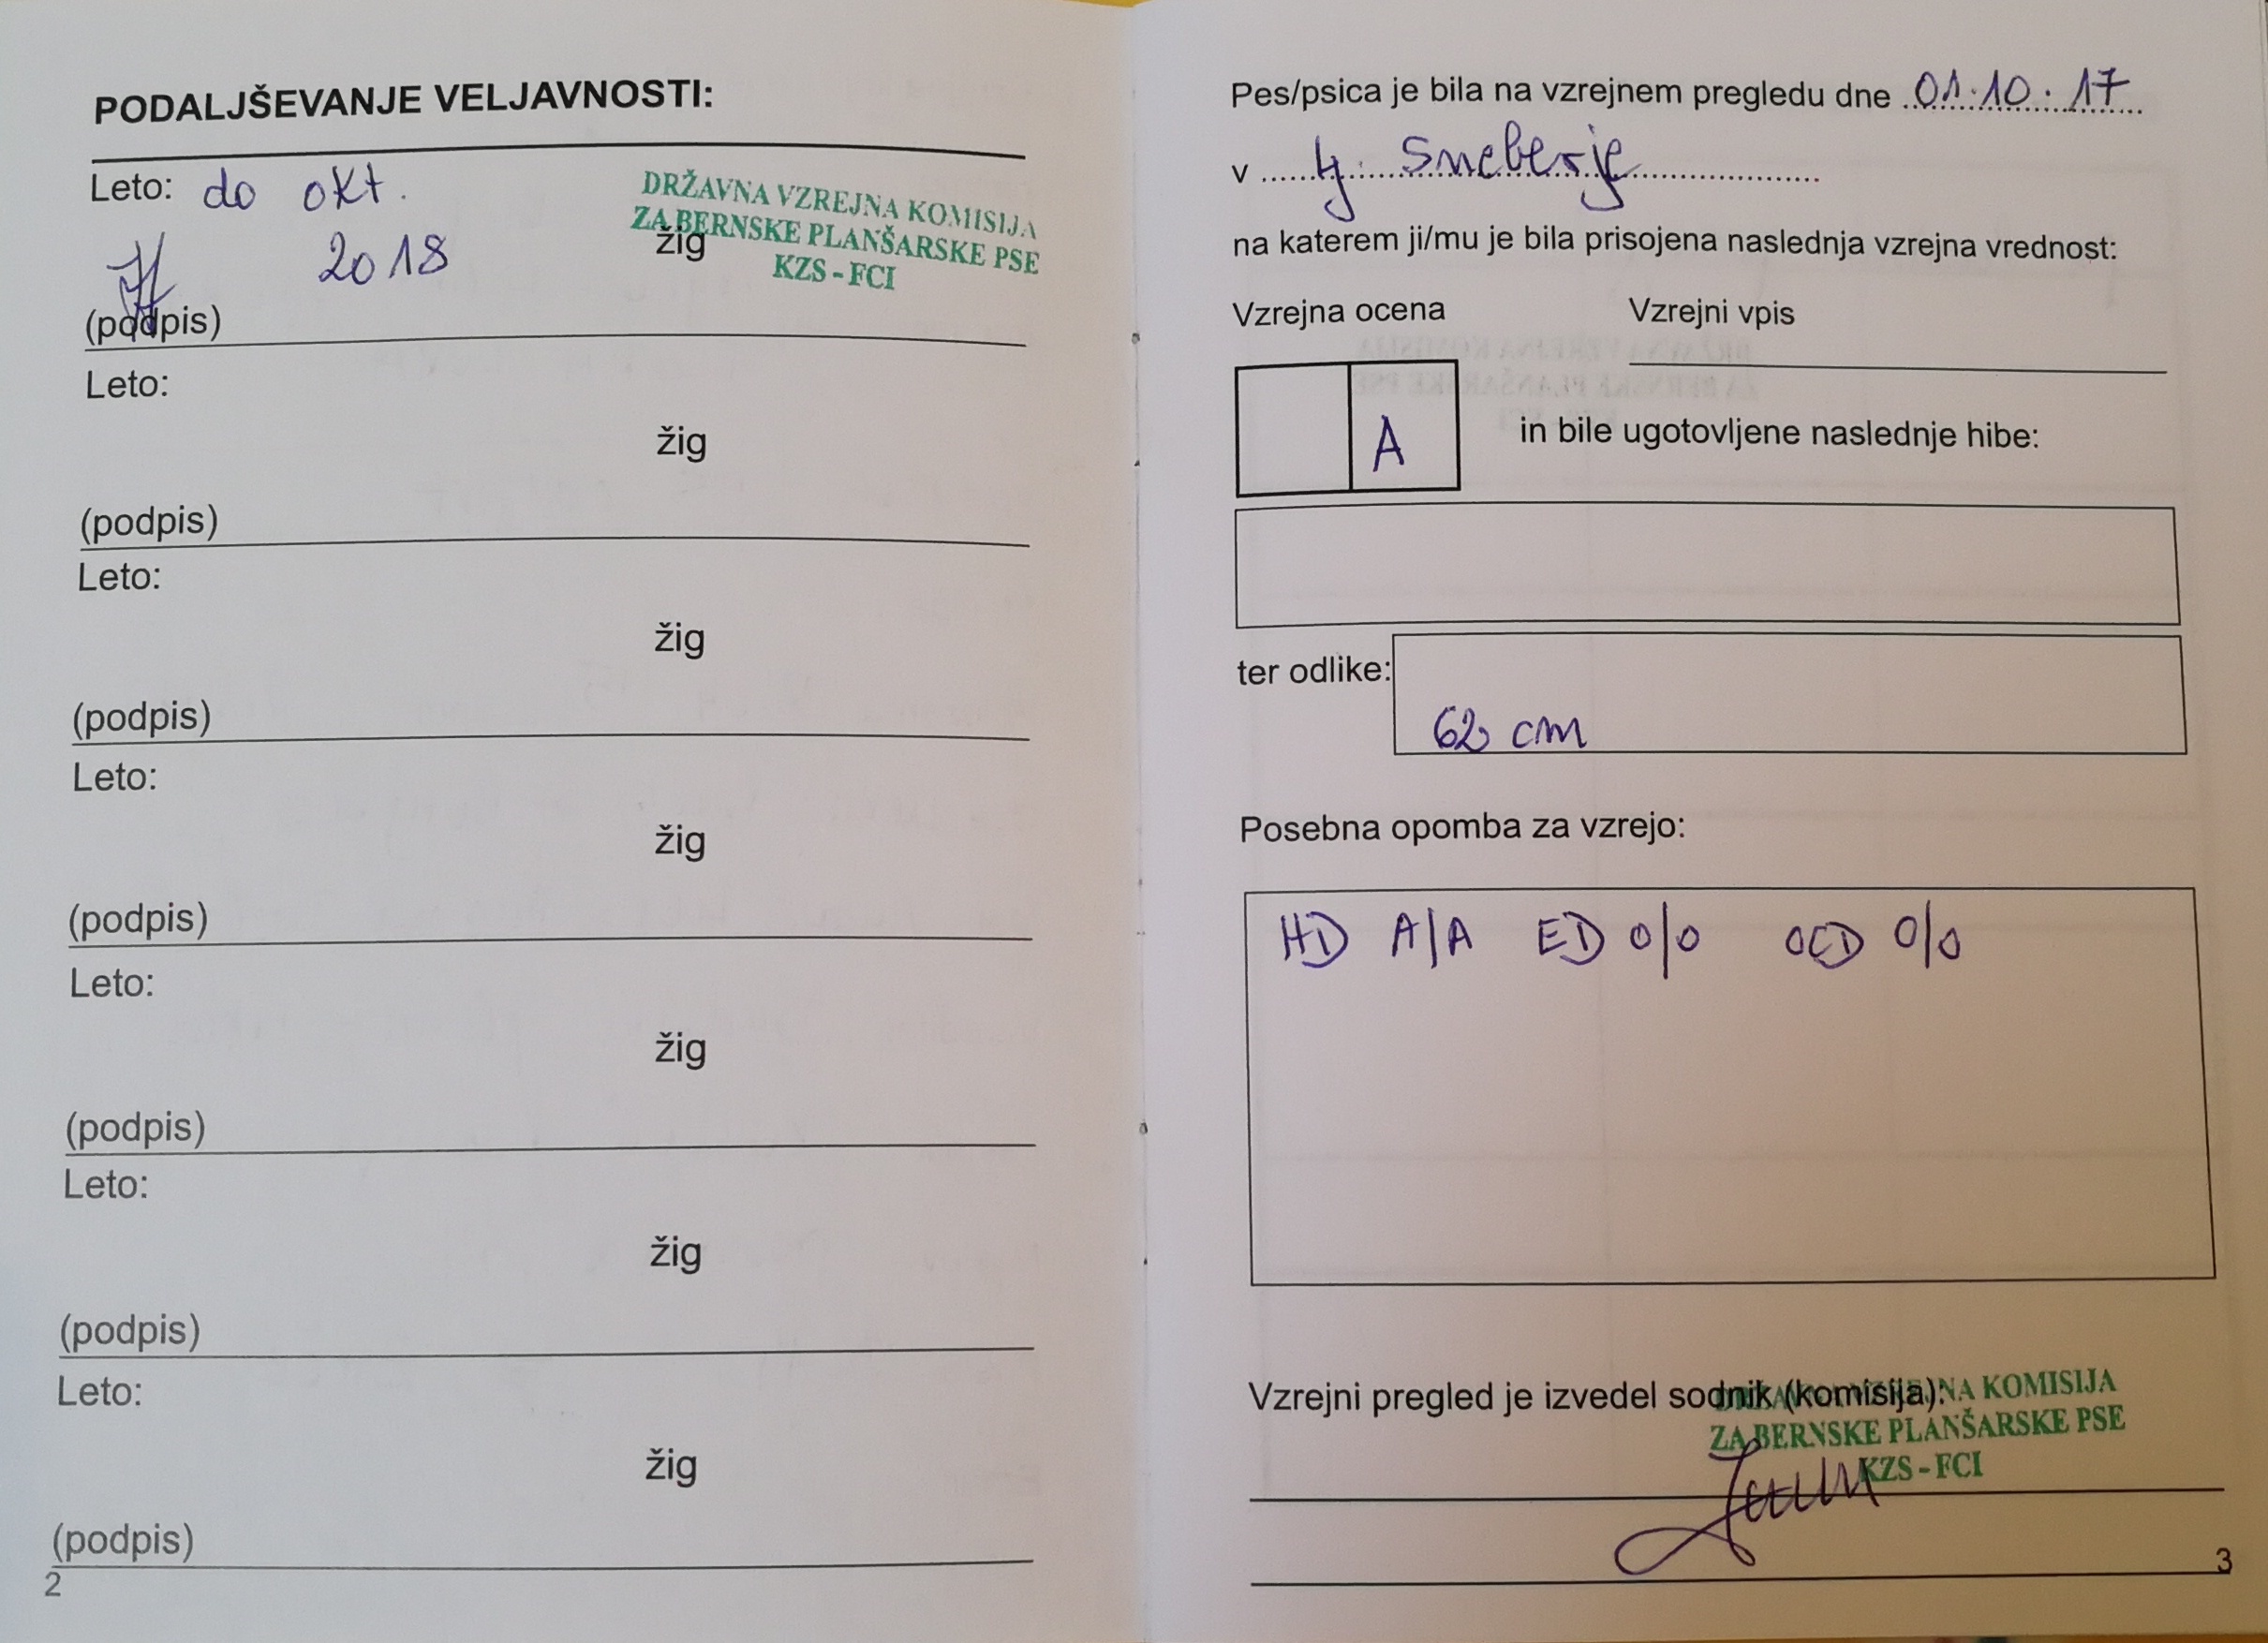 PODALJŠEVANJE VELJAVNOSTI:
Leto: do okt.
2018
DRŽAVNA VZREJNA KOMISIJA
ZA BERNSKE PLANŠARSKE PSE
KZS - FCI
žig
(podpis)
Leto:
žig
(podpis)
Leto:
žig
(podpis)
Leto:
žig
(podpis)
Leto:
žig
(podpis)
Leto:
žig
(podpis)
Leto:
žig
(podpis)
2
Pes/psica je bila na vzrejnem pregledu dne 01.10.17
v Lj. Sneberje
na katerem ji/mu je bila prisojena naslednja vzrejna vrednost:
Vzrejna ocena Vzrejni vpis
A
in bile ugotovljene naslednje hibe:
ter odlike:
62 cm
Posebna opomba za vzrejo:
HD A/A ED 0/0 OCD 0/0
Vzrejni pregled je izvedel sodnik (komisija):
DRŽAVNA VZREJNA KOMISIJA
ZA BERNSKE PLANŠARSKE PSE
KZS - FCI
3